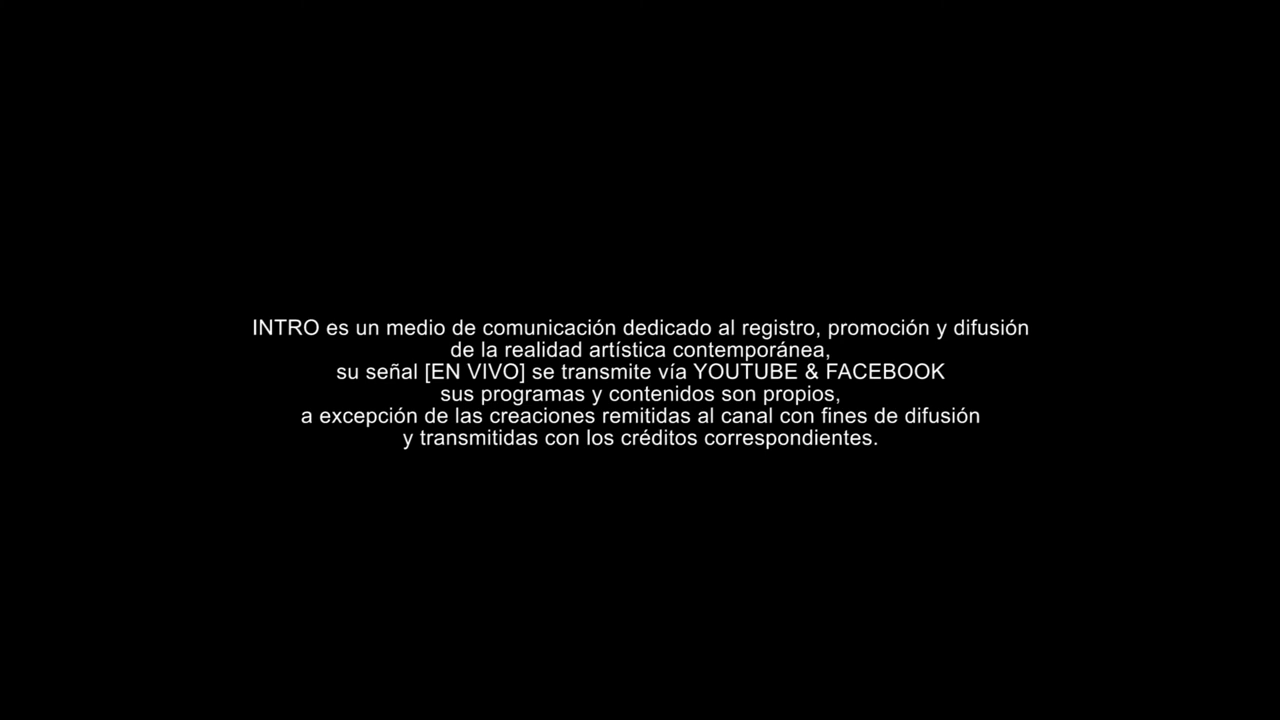 INTRO es un medio de comunicación dedicado al registro, promoción y difusión
de la realidad artística contemporánea,
su señal [EN VIVO] se transmite vía YOUTUBE & FACEBOOK
sus programas y contenidos son propios,
a excepción de las creaciones remitidas al canal con fines de difusión
y transmitidas con los créditos correspondientes.